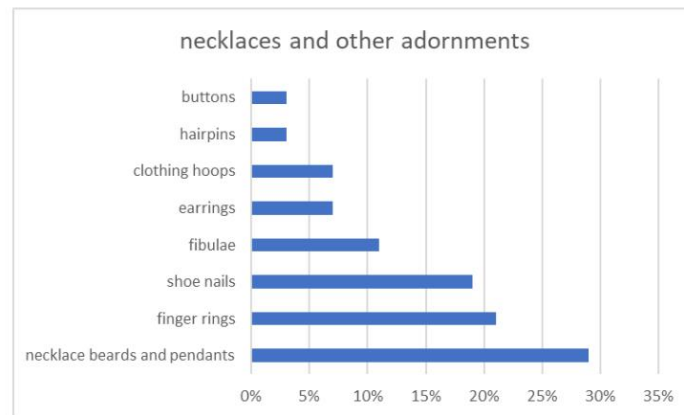 necklaces and other adornments
buttons
hairpins
clothing hoops
earrings
fibulae
shoe nails
finger rings
necklace beards and pendants
0% 5% 10% 15% 20% 25% 30% 35%